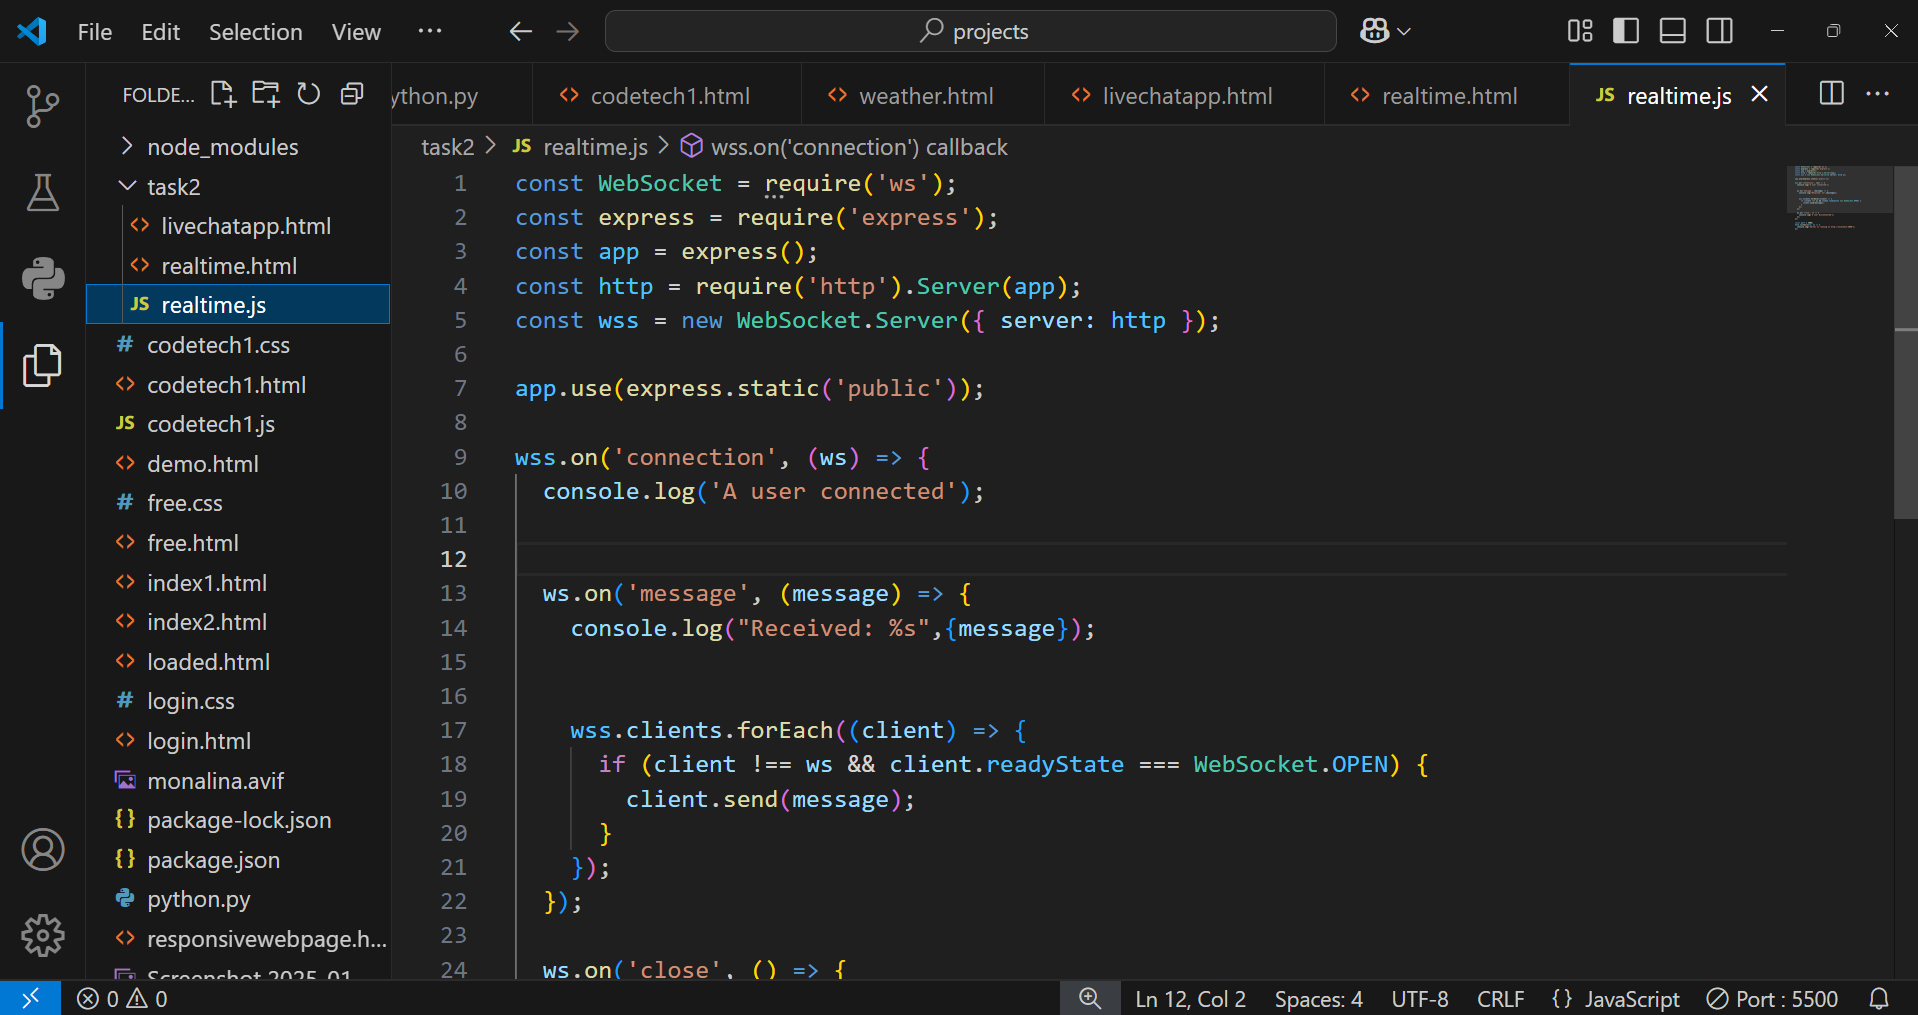 File Edit Selection View ··· projects
FOLDE...
node_modules
task2
livechatapp.html
realtime.html
JS realtime.js
# codetech1.css
codetech1.html
JS codetech1.js
demo.html
# free.css
free.html
index1.html
index2.html
loaded.html
# login.css
login.html
monalina.avif
{} package-lock.json
{} package.json
python.py
responsivewebpage.h...
Screenshot 2025-01
ython.py codetech1.html weather.html livechatapp.html realtime.html JS realtime.js
task2 > JS realtime.js > wss.on('connection') callback
1 const WebSocket = require('ws');
2 const express = require('express');
3 const app = express();
4 const http = require('http').Server(app);
5 const wss = new WebSocket.Server({ server: http });
6
7 app.use(express.static('public'));
8
9 wss.on('connection', (ws) => {
10 console.log('A user connected');
11
12
13 ws.on('message', (message) => {
14 console.log("Received: %s",{message});
15
16
17 wss.clients.forEach((client) => {
18 if (client !== ws && client.readyState === WebSocket.OPEN) {
19 client.send(message);
20 }
21 });
22 });
23
24 ws.on('close', () => {
0 0 Ln 12, Col 2 Spaces: 4 UTF-8 CRLF {} JavaScript Port : 5500